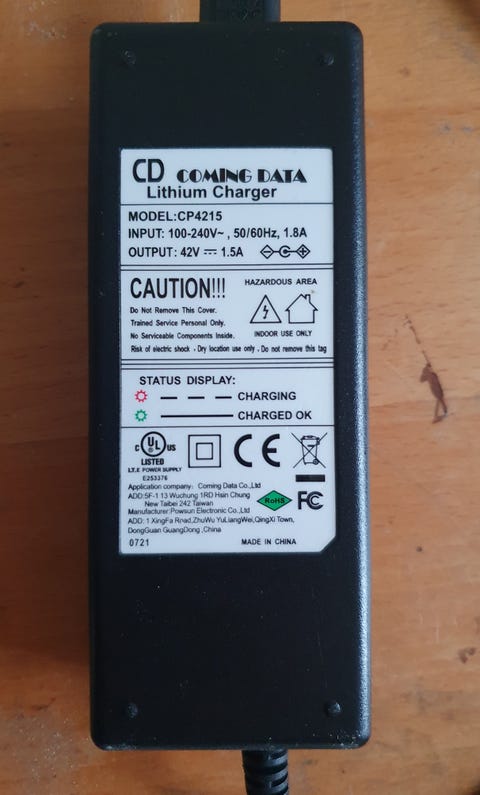 CD COMING DATA
Lithium Charger
MODEL:CP4215
INPUT: 100-240V~ , 50/60Hz, 1.8A
OUTPUT: 42V ⎓ 1.5A
CAUTION!!!
Do Not Remove This Cover.
Trained Service Personal Only.
No Serviceable Components Inside.
HAZARDOUS AREA
INDOOR USE ONLY
Risk of electric shock . Dry location use only . Do not remove this tag
STATUS DISPLAY:
CHARGING
CHARGED OK
C UL US
LISTED
I.T.E POWER SUPPLY
E253376
CE
Application company: Coming Data Co.,Ltd
ADD:5F-1 13 Wuchung 1RD Hsin Chung
New Taibei 242 Taiwan
Manufacturer:Powsun Electronic Co.,Ltd
ADD: 1 XingFa Road,ZhuWu YuLiangWei,QingXi Town,
DongGuan GuangDong ,China
RoHS
FC
0721
MADE IN CHINA